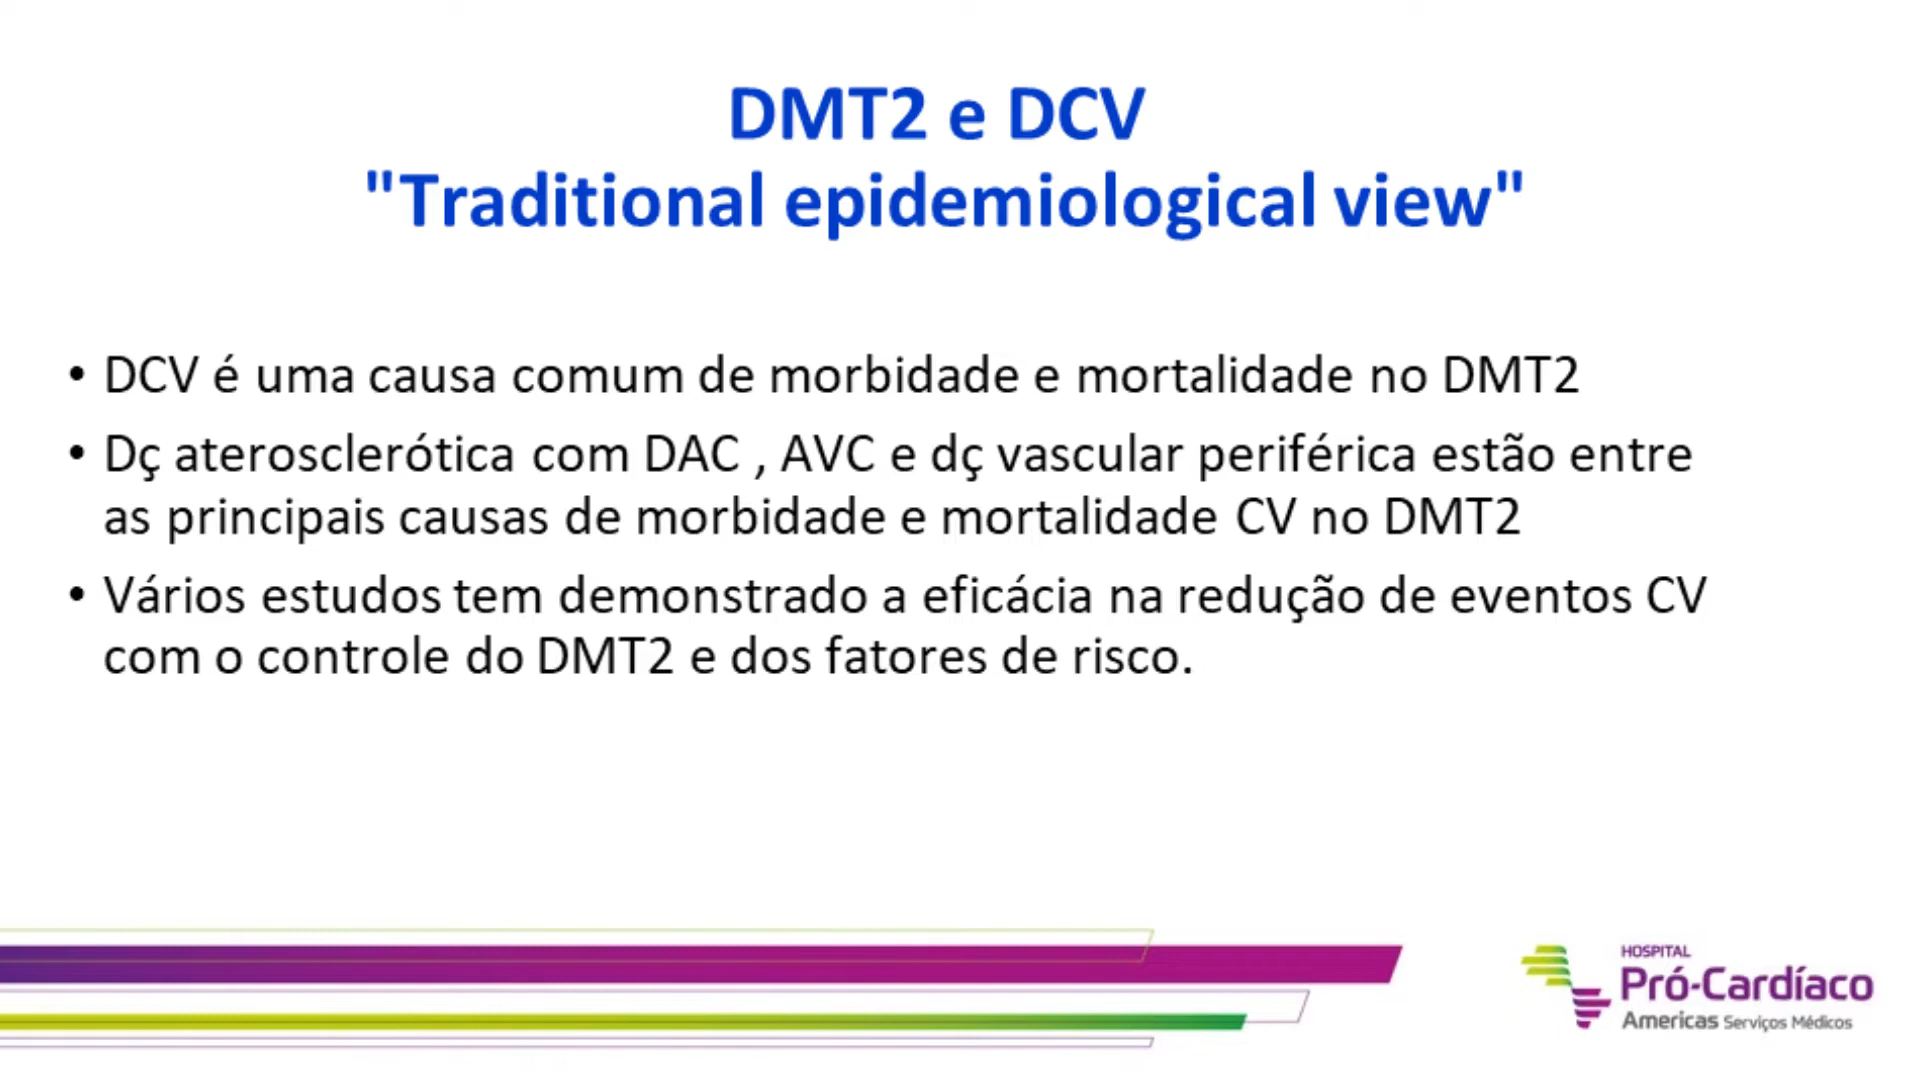 DMT2 e DCV
"Traditional epidemiological view"
• DCV é uma causa comum de morbidade e mortalidade no DMT2
• Dç aterosclerótica com DAC , AVC e dç vascular periférica estão entre
as principais causas de morbidade e mortalidade CV no DMT2
• Vários estudos tem demonstrado a eficácia na redução de eventos CV
com o controle do DMT2 e dos fatores de risco.
HOSPITAL
Pró-Cardíaco
Americas Serviços Médicos